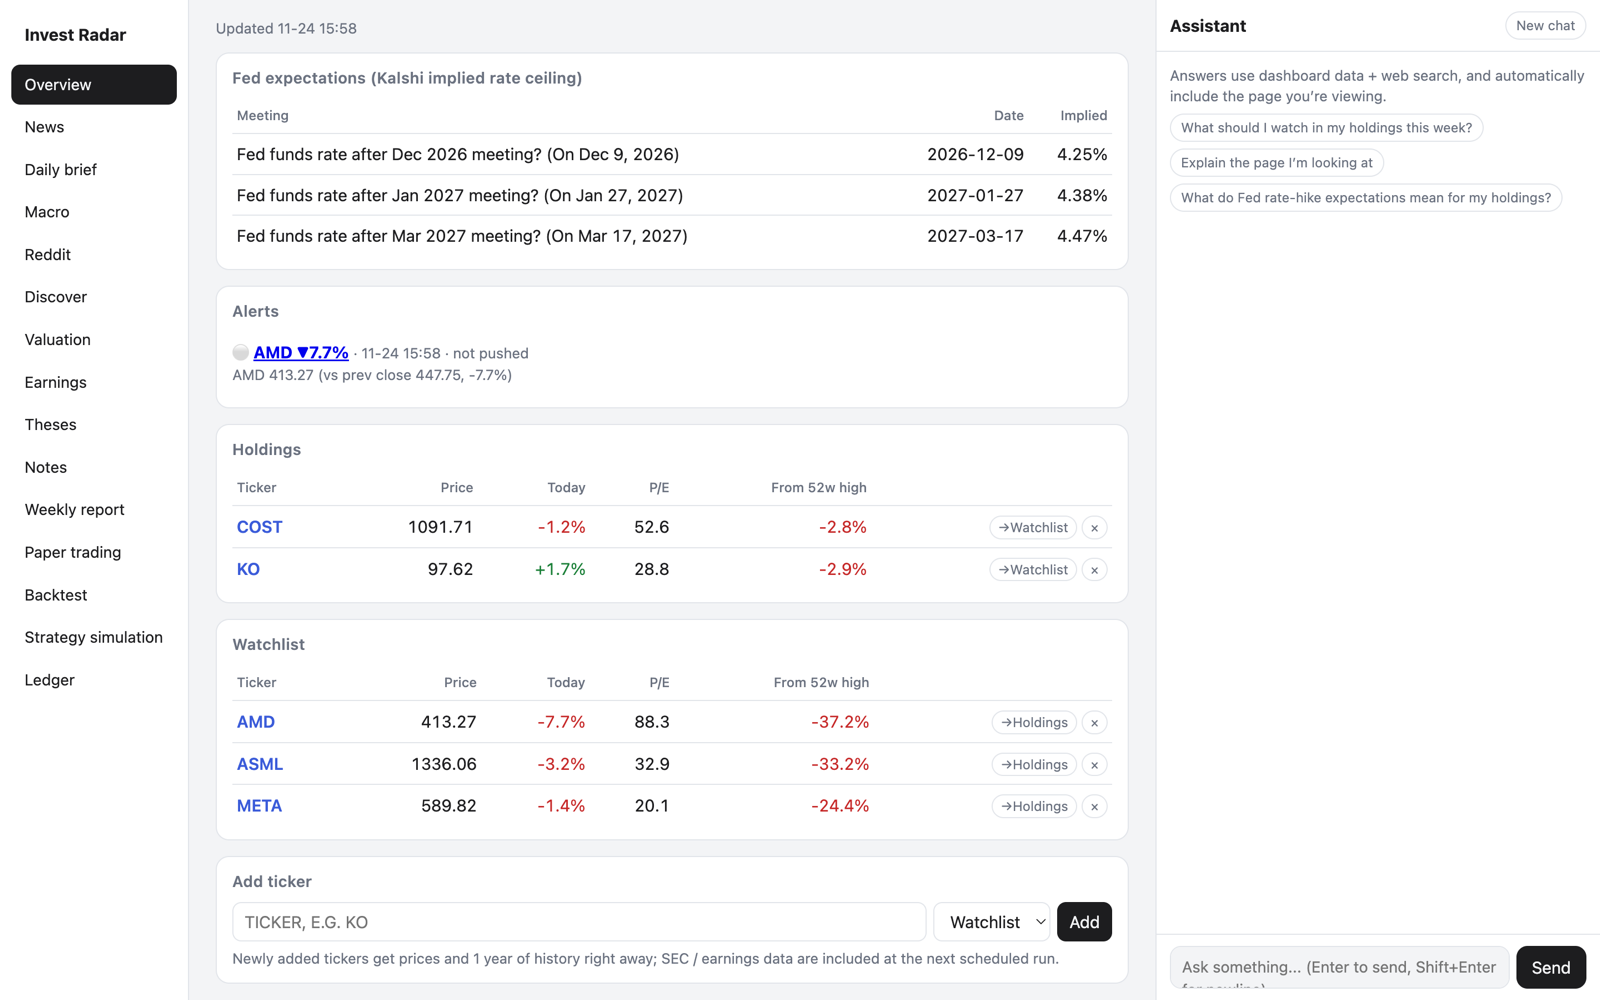 Invest Radar
Overview
News
Daily brief
Macro
Reddit
Discover
Valuation
Earnings
Theses
Notes
Weekly report
Paper trading
Backtest
Strategy simulation
Ledger
Updated 11-24 15:58
Fed expectations (Kalshi implied rate ceiling)
Meeting Date Implied
Fed funds rate after Dec 2026 meeting? (On Dec 9, 2026) 2026-12-09 4.25%
Fed funds rate after Jan 2027 meeting? (On Jan 27, 2027) 2027-01-27 4.38%
Fed funds rate after Mar 2027 meeting? (On Mar 17, 2027) 2027-03-17 4.47%
Alerts
AMD ▼7.7% · 11-24 15:58 · not pushed
AMD 413.27 (vs prev close 447.75, -7.7%)
Holdings
Ticker Price Today P/E From 52w high
COST 1091.71 -1.2% 52.6 -2.8% →Watchlist ×
KO 97.62 +1.7% 28.8 -2.9% →Watchlist ×
Watchlist
Ticker Price Today P/E From 52w high
AMD 413.27 -7.7% 88.3 -37.2% →Holdings ×
ASML 1336.06 -3.2% 32.9 -33.2% →Holdings ×
META 589.82 -1.4% 20.1 -24.4% →Holdings ×
Add ticker
TICKER, E.G. KO Watchlist Add
Newly added tickers get prices and 1 year of history right away; SEC / earnings data are included at the next scheduled run.
Assistant New chat
Answers use dashboard data + web search, and automatically
include the page you’re viewing.
What should I watch in my holdings this week?
Explain the page I’m looking at
What do Fed rate-hike expectations mean for my holdings?
Ask something... (Enter to send, Shift+Enter
for newline)
Send